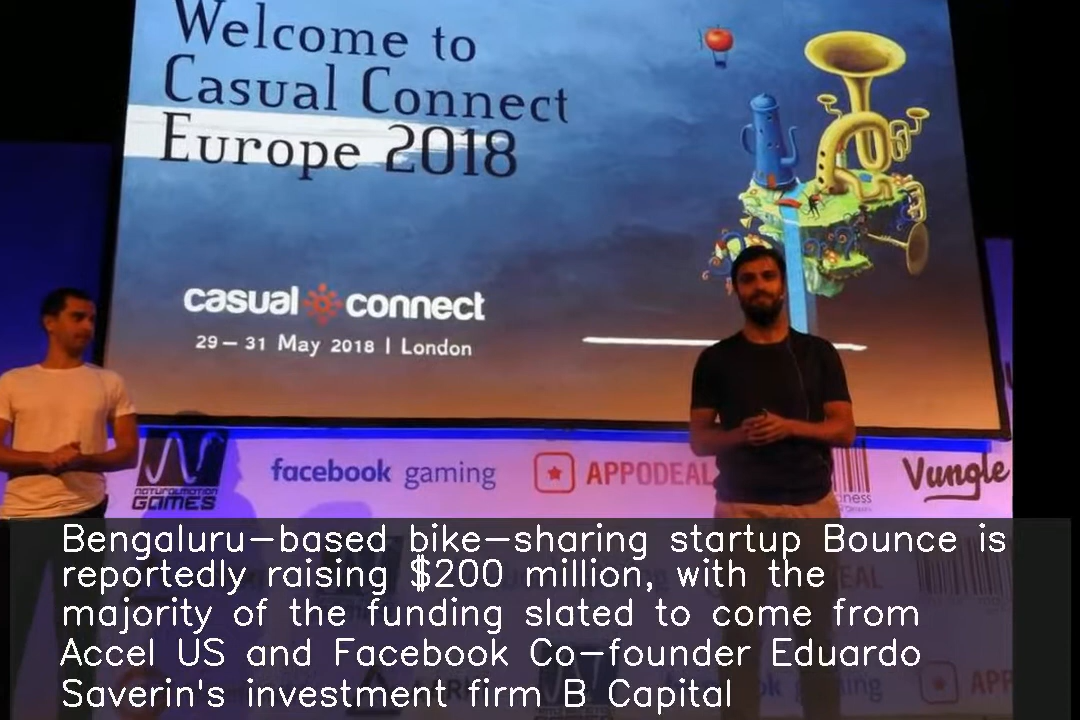 Welcome to
Casual Connect
Europe 2018
casual connect
29 – 31 May 2018 | London
NATURALMOTION
GAMES
facebook gaming
APPODEAL
Vungle
Bengaluru-based bike-sharing startup Bounce is
reportedly raising $200 million, with the
majority of the funding slated to come from
Accel US and Facebook Co-founder Eduardo
Saverin's investment firm B Capital